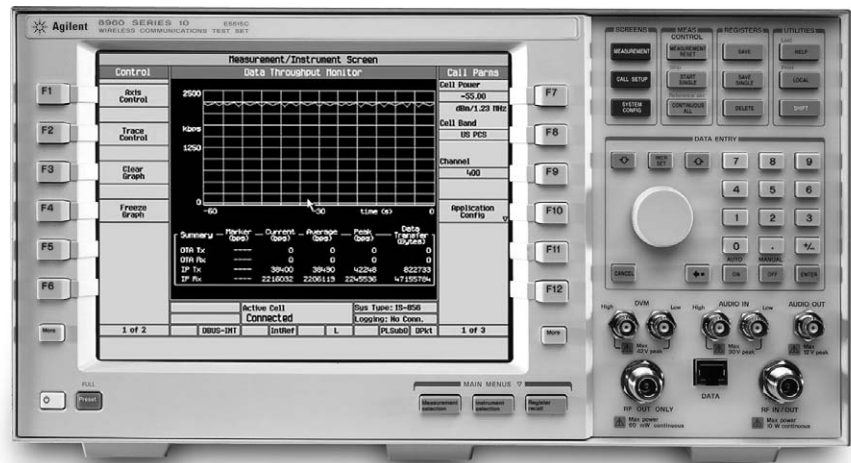 Agilent 8960 SERIES 10 E5515C
WIRELESS COMMUNICATIONS TEST SET
Measurement/Instrument Screen
Control Data Throughput Monitor Call Parms
F1
Axis Control
F2
Trace Control
F3
Clear Graph
F4
Freeze Graph
F5
F6
More
1 of 2
2500
kbps
1250
0
-60 -30 time (s) 0
Summary Marker (bps) Current (bps) Average (bps) Peak (bps) Data Transfer (Bytes)
OTA Tx ---- 0 0 0 0
OTA Rx ---- 0 0 0 0
IP Tx ---- 38400 38490 42248 822733
IP Rx ---- 2216032 2206119 2245536 47155784
Active Cell
Connected
Sys Type: IS-856
Logging: No Conn.
DBUS-INT IntRef L PLSub0 DPkt
Cell Power
-55.00
dBm/1.23 MHz
Cell Band
US PCS
Channel
400
Application Config
1 of 3
F7
F8
F9
F10
F11
F12
More
FULL
Preset
MAIN MENUS
Measurement selection
Instrument selection
Register recall
SCREENS
MEASUREMENT
CALL SETUP
SYSTEM CONFIG
MEAS CONTROL
MEASUREMENT RESET
START SINGLE
CONTINUOUS ALL
REGISTERS
SAVE
SAVE SINGLE
DELETE
UTILITIES
HELP
LOCAL
SHIFT
DATA ENTRY
INCR SET
7 8 9
4 5 6
1 2 3
0 . +/-
AUTO MANUAL
CANCEL ON OFF ENTER
High DVM Low
Max 42V peak
High AUDIO IN Low
Max 30V peak
AUDIO OUT
Max 12V peak
RF OUT ONLY
Max power
60 mW continuous
DATA
RF IN/OUT
Max power
10 W continuous